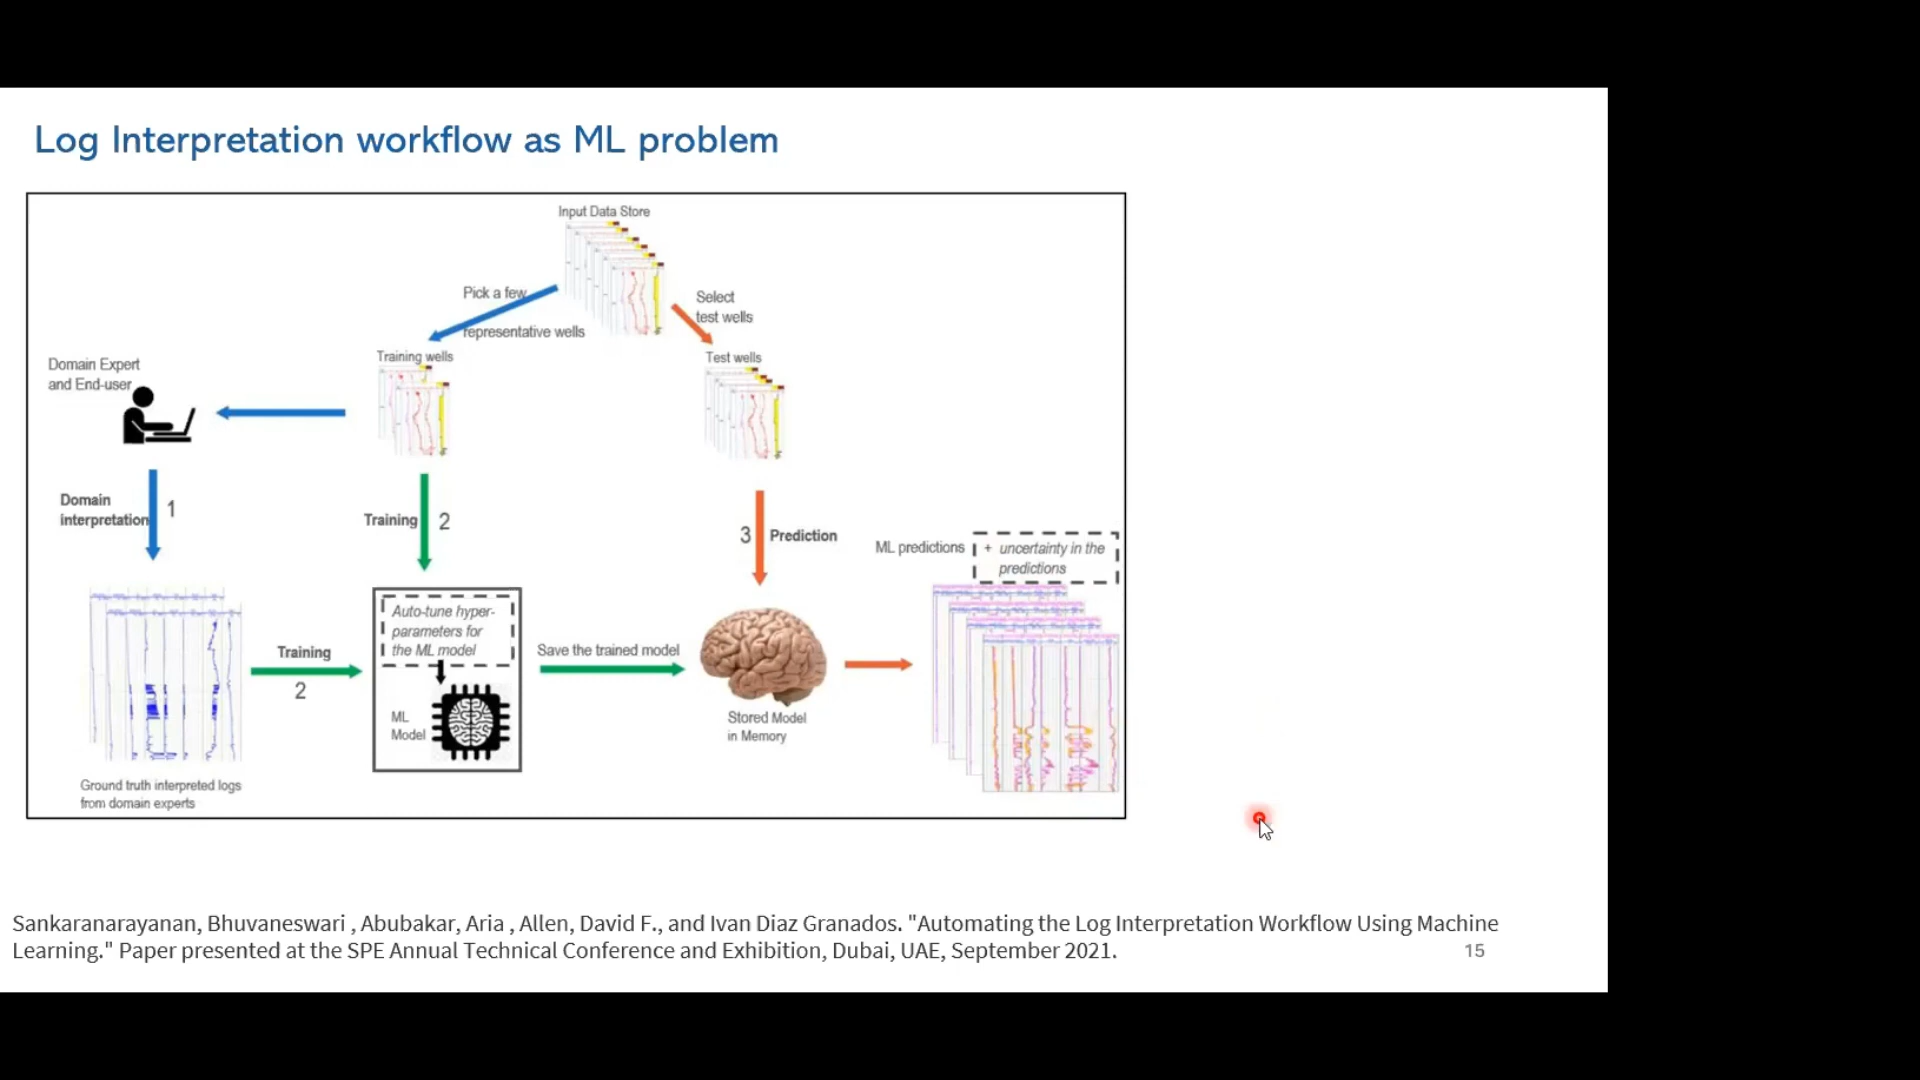 Log Interpretation workflow as ML problem
Input Data Store
Pick a few
representative wells
Select
test wells
Training wells
Test wells
Domain Expert
and End-user
Domain
interpretation
1
Training
2
3
Prediction
ML predictions
+ uncertainty in the
predictions
Auto-tune hyper-
parameters for
the ML model
Training
2
Save the trained model
ML
Model
Stored Model
in Memory
Ground truth interpreted logs
from domain experts
Sankaranarayanan, Bhuvaneswari , Abubakar, Aria , Allen, David F., and Ivan Diaz Granados. "Automating the Log Interpretation Workflow Using Machine
Learning." Paper presented at the SPE Annual Technical Conference and Exhibition, Dubai, UAE, September 2021.
15